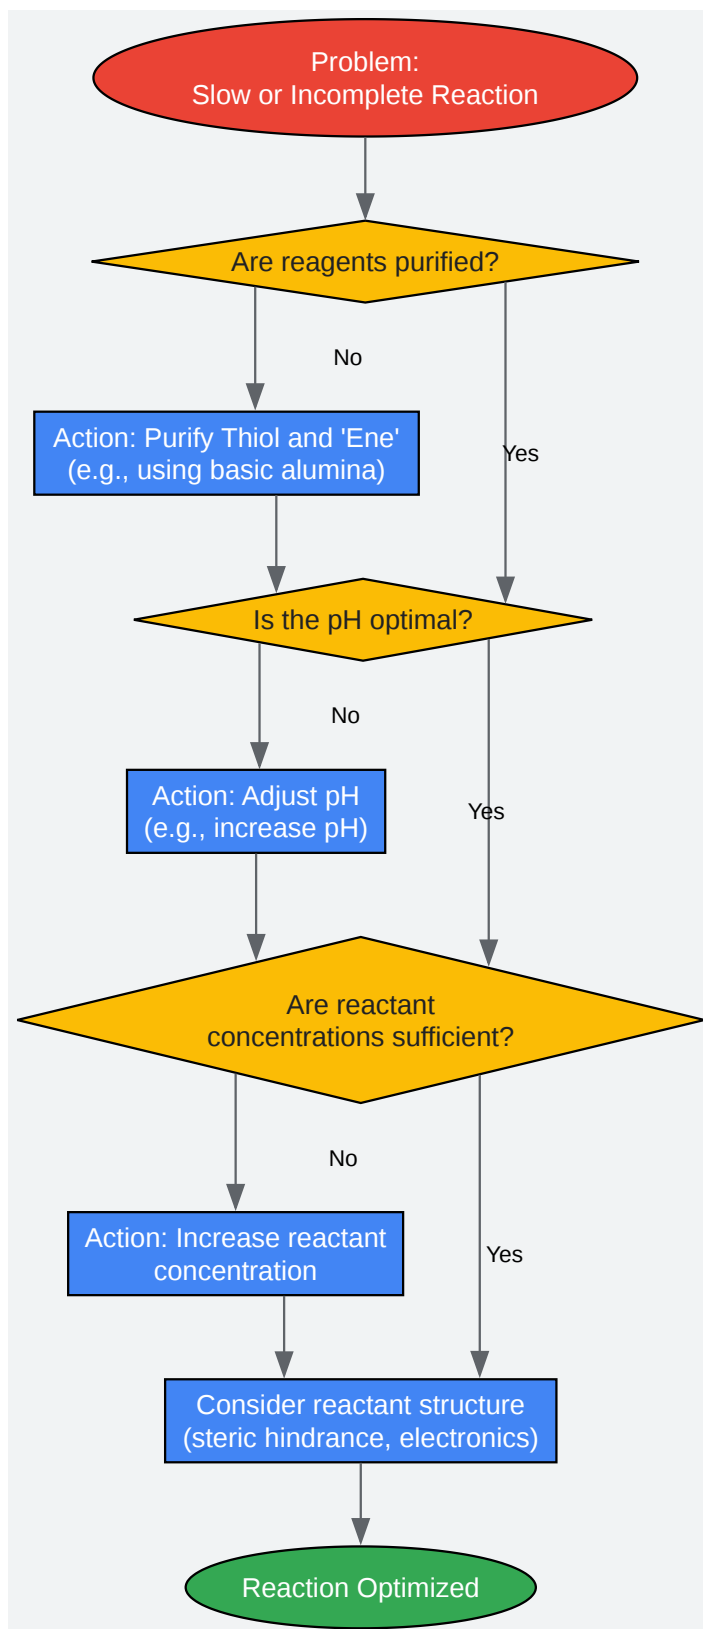 Problem:
Slow or Incomplete Reaction
Are reagents purified?
No
Action: Purify Thiol and 'Ene'
(e.g., using basic alumina)
Yes
Is the pH optimal?
No
Action: Adjust pH
(e.g., increase pH)
Yes
Are reactant
concentrations sufficient?
No
Action: Increase reactant
concentration
Yes
Consider reactant structure
(steric hindrance, electronics)
Reaction Optimized